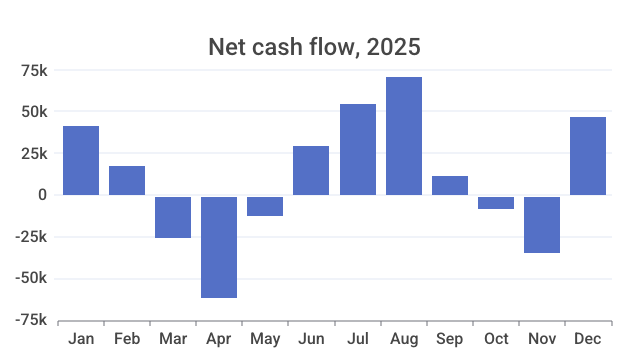 Net cash flow, 2025
75k
50k
25k
0
-25k
-50k
-75k
Jan Feb Mar Apr May Jun Jul Aug Sep Oct Nov Dec